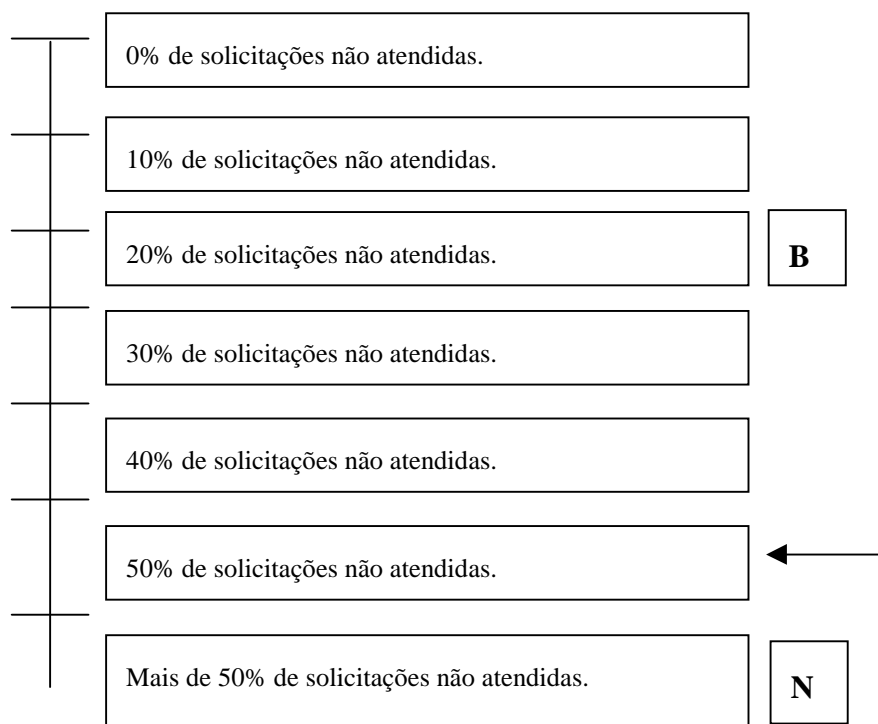 0% de solicitações não atendidas.
10% de solicitações não atendidas.
20% de solicitações não atendidas.
B
30% de solicitações não atendidas.
40% de solicitações não atendidas.
50% de solicitações não atendidas.
Mais de 50% de solicitações não atendidas.
N